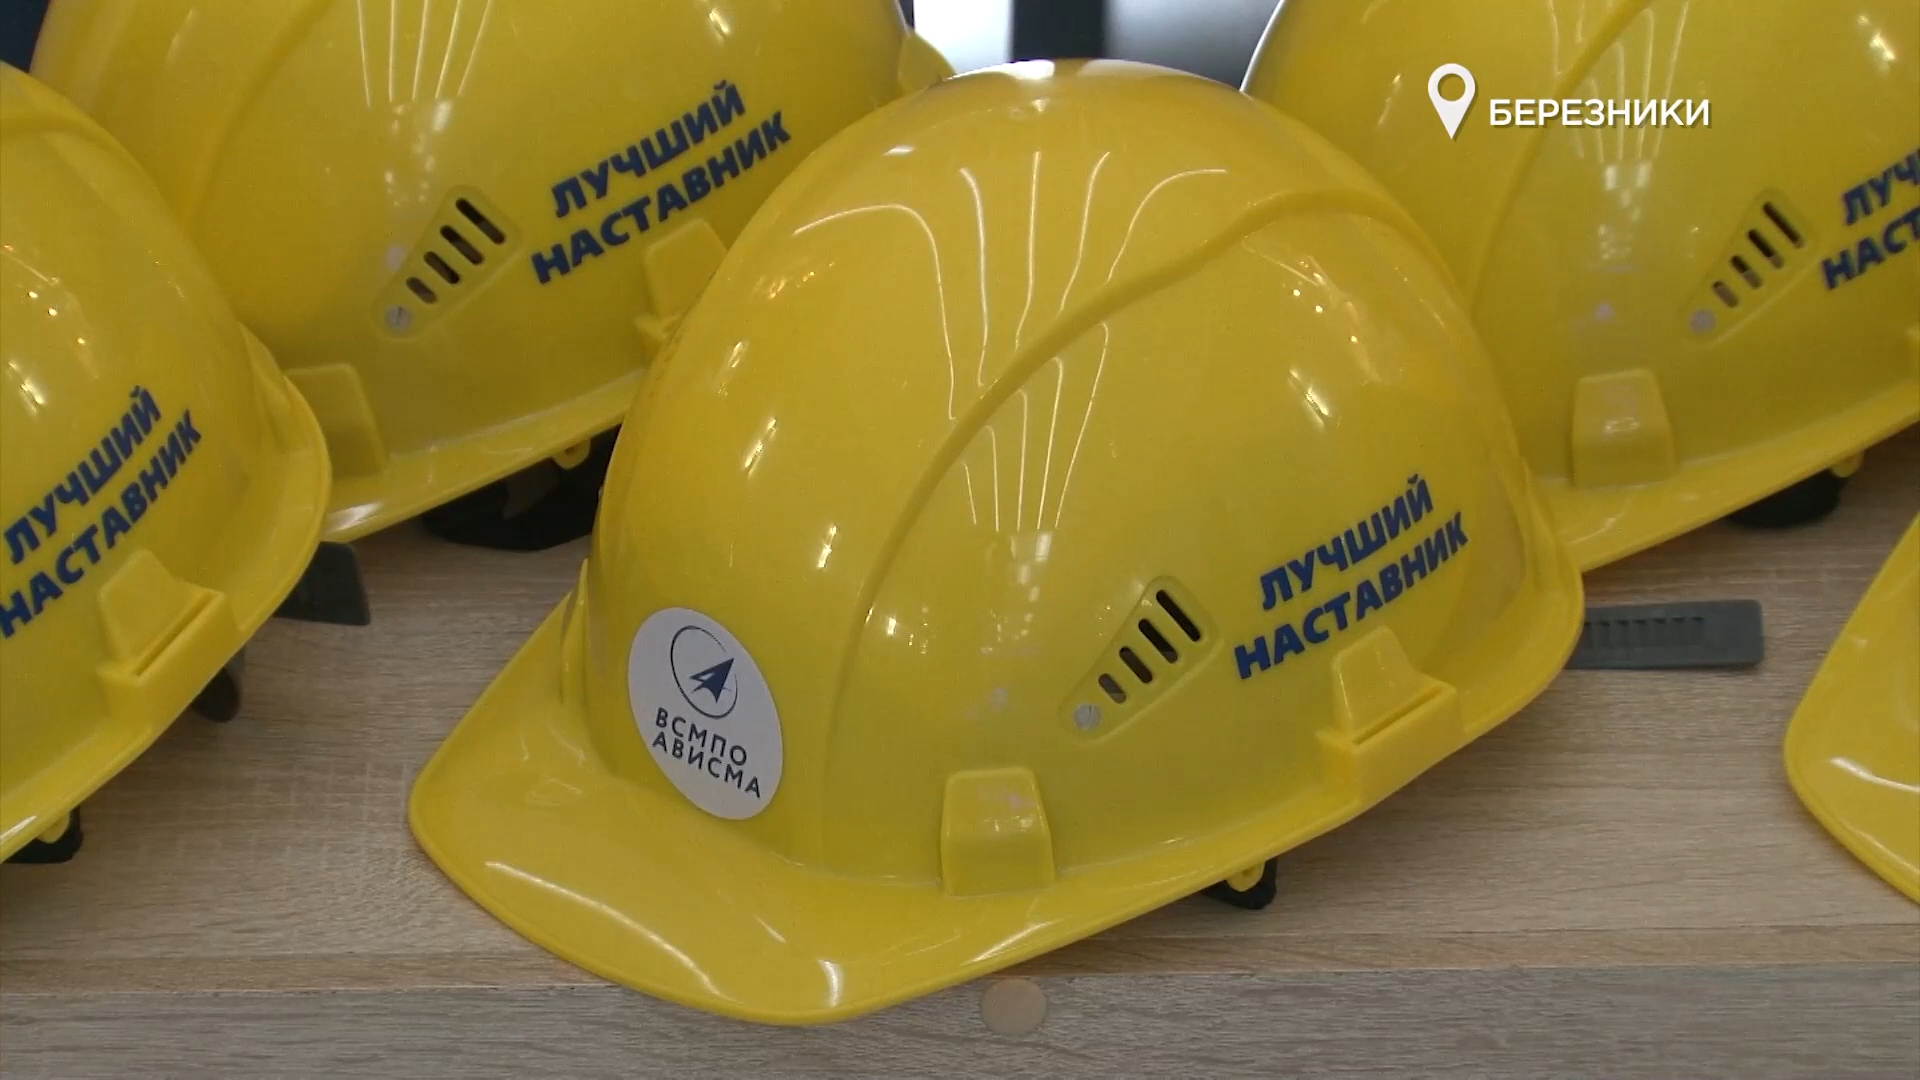 БЕРЕЗНИКИ
ЛУЧШИЙ
НАСТАВНИК
ЛУЧШИЙ
НАСТАВНИК
ЛУЧШИЙ
НАСТАВНИК
ВСМПО
АВИСМА